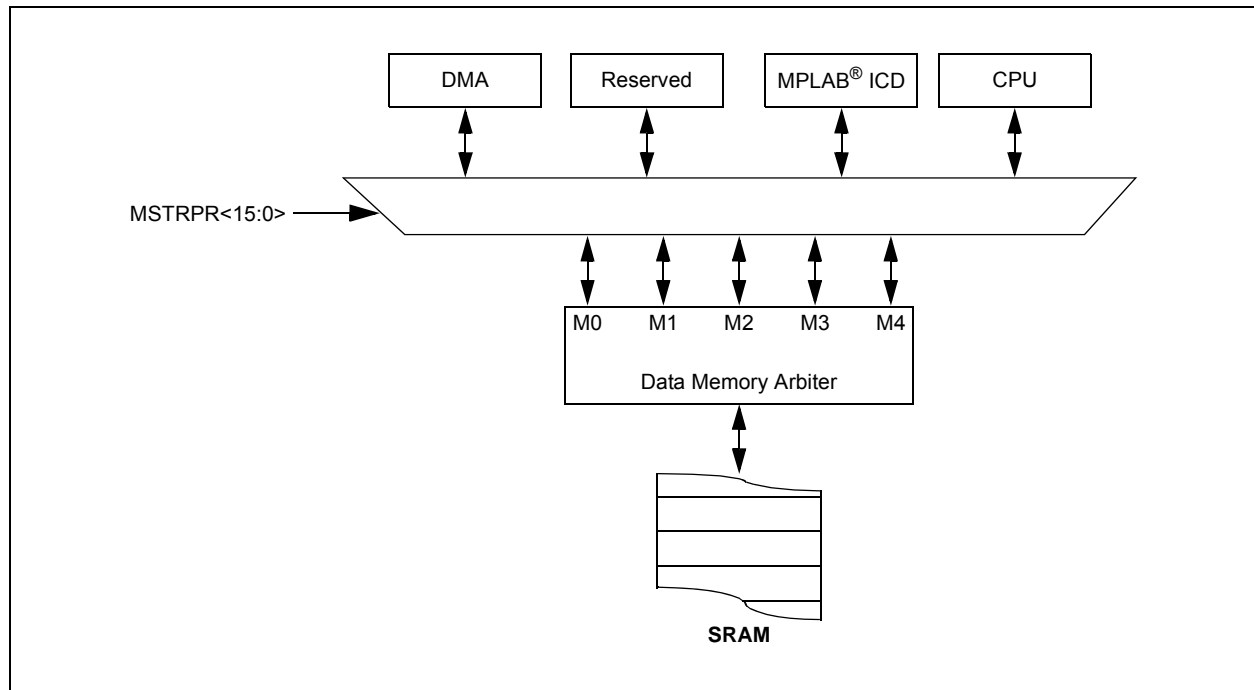 DMA Reserved MPLAB® ICD CPU
MSTRPR<15:0>
M0 M1 M2 M3 M4
Data Memory Arbiter
SRAM